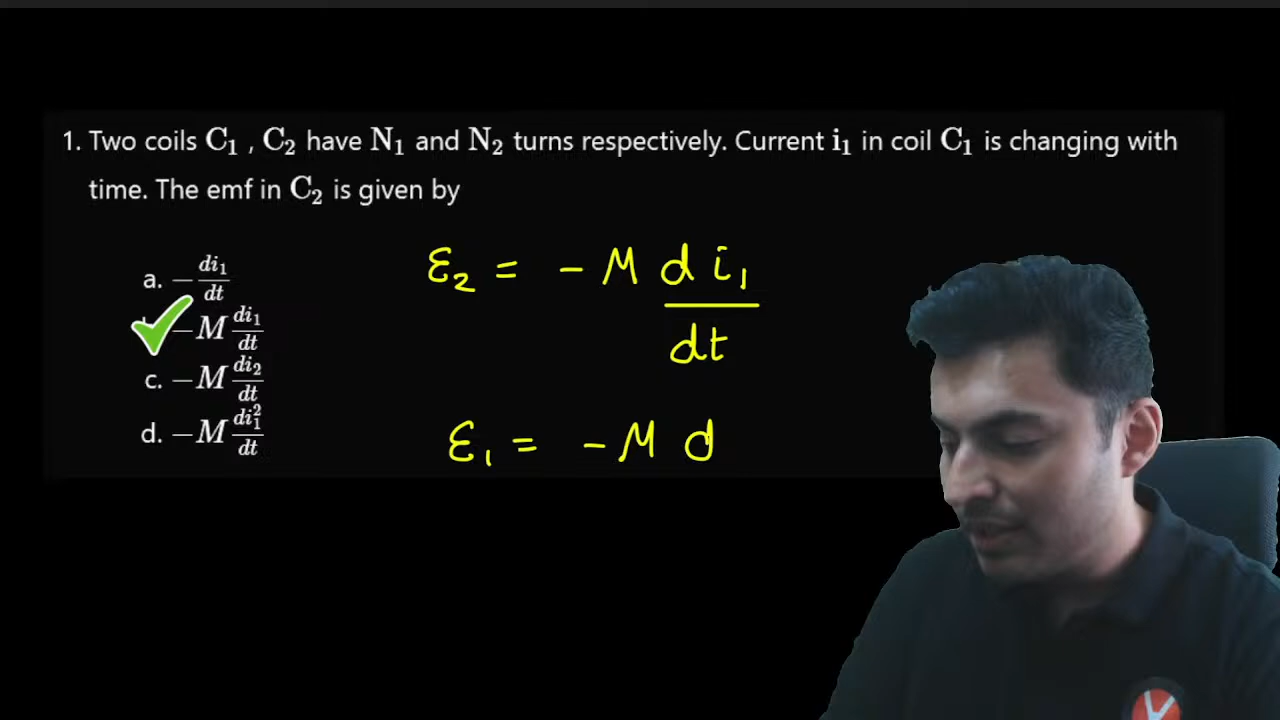 1. Two coils C₁ , C₂ have N₁ and N₂ turns respectively. Current i₁ in coil C₁ is changing with
time. The emf in C₂ is given by
a. −di₁/dt
−M di₁/dt
c. −M di₂/dt
d. −M di₁²/dt
ε₂ = −M di₁/dt
ε₁ = −M d